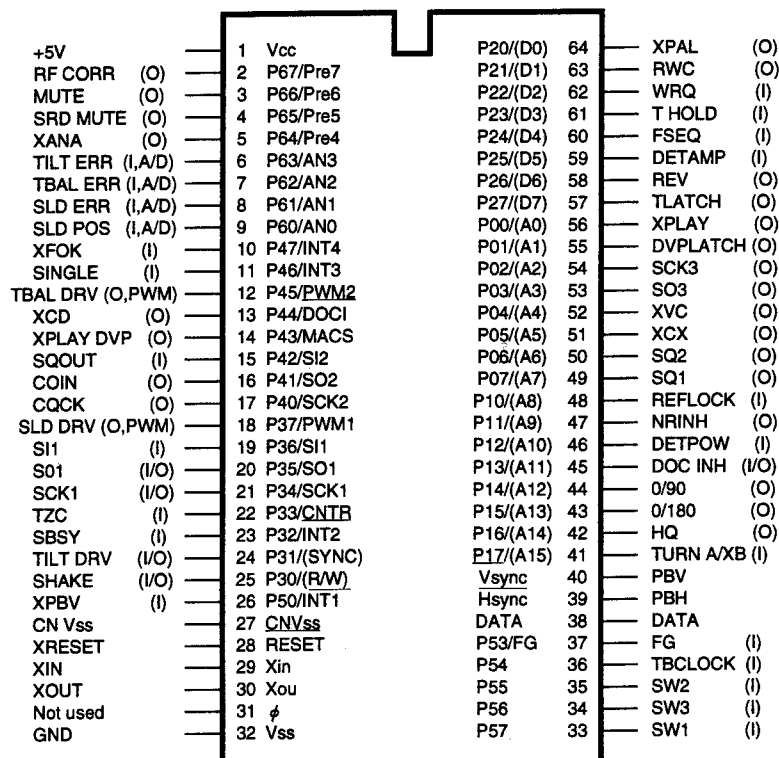 +5V 1 Vcc P20/(D0) 64 XPAL (O)
RF CORR (O) 2 P67/Pre7 P21/(D1) 63 RWC (O)
MUTE (O) 3 P66/Pre6 P22/(D2) 62 WRQ (I)
SRD MUTE (O) 4 P65/Pre5 P23/(D3) 61 T HOLD (I)
XANA (O) 5 P64/Pre4 P24/(D4) 60 FSEQ (I)
TILT ERR (I,A/D) 6 P63/AN3 P25/(D5) 59 DETAMP (I)
TBAL ERR (I,A/D) 7 P62/AN2 P26/(D6) 58 REV (O)
SLD ERR (I,A/D) 8 P61/AN1 P27/(D7) 57 TLATCH (O)
SLD POS (I,A/D) 9 P60/AN0 P00/(A0) 56 XPLAY (O)
XFOK (I) 10 P47/INT4 P01/(A1) 55 DVPLATCH (O)
SINGLE (I) 11 P46/INT3 P02/(A2) 54 SCK3 (O)
TBAL DRV (O,PWM) 12 P45/PWM2 P03/(A3) 53 SO3 (O)
XCD (O) 13 P44/DOCI P04/(A4) 52 XVC (O)
XPLAY DVP (O) 14 P43/MACS P05/(A5) 51 XCX (O)
SQOUT (I) 15 P42/SI2 P06/(A6) 50 SQ2 (O)
COIN (O) 16 P41/SO2 P07/(A7) 49 SQ1 (O)
CQCK (O) 17 P40/SCK2 P10/(A8) 48 REFLOCK (I)
SLD DRV (O,PWM) 18 P37/PWM1 P11/(A9) 47 NRINH (O)
SI1 (I) 19 P36/SI1 P12/(A10) 46 DETPOW (I)
S01 (I/O) 20 P35/SO1 P13/(A11) 45 DOC INH (I/O)
SCK1 (I/O) 21 P34/SCK1 P14/(A12) 44 0/90 (O)
TZC (I) 22 P33/CNTR P15/(A13) 43 0/180 (O)
SBSY (I) 23 P32/INT2 P16/(A14) 42 HQ (O)
TILT DRV (I/O) 24 P31/(SYNC) P17/(A15) 41 TURN A/XB (I)
SHAKE (I/O) 25 P30/(R/W) Vsync 40 PBV
XPBV (I) 26 P50/INT1 Hsync 39 PBH
CN Vss 27 CNVss DATA 38 DATA
XRESET 28 RESET P53/FG 37 FG (I)
XIN 29 Xin P54 36 TBCLOCK (I)
XOUT 30 Xou P55 35 SW2 (I)
Not used 31 ϕ P56 34 SW3 (I)
GND 32 Vss P57 33 SW1 (I)